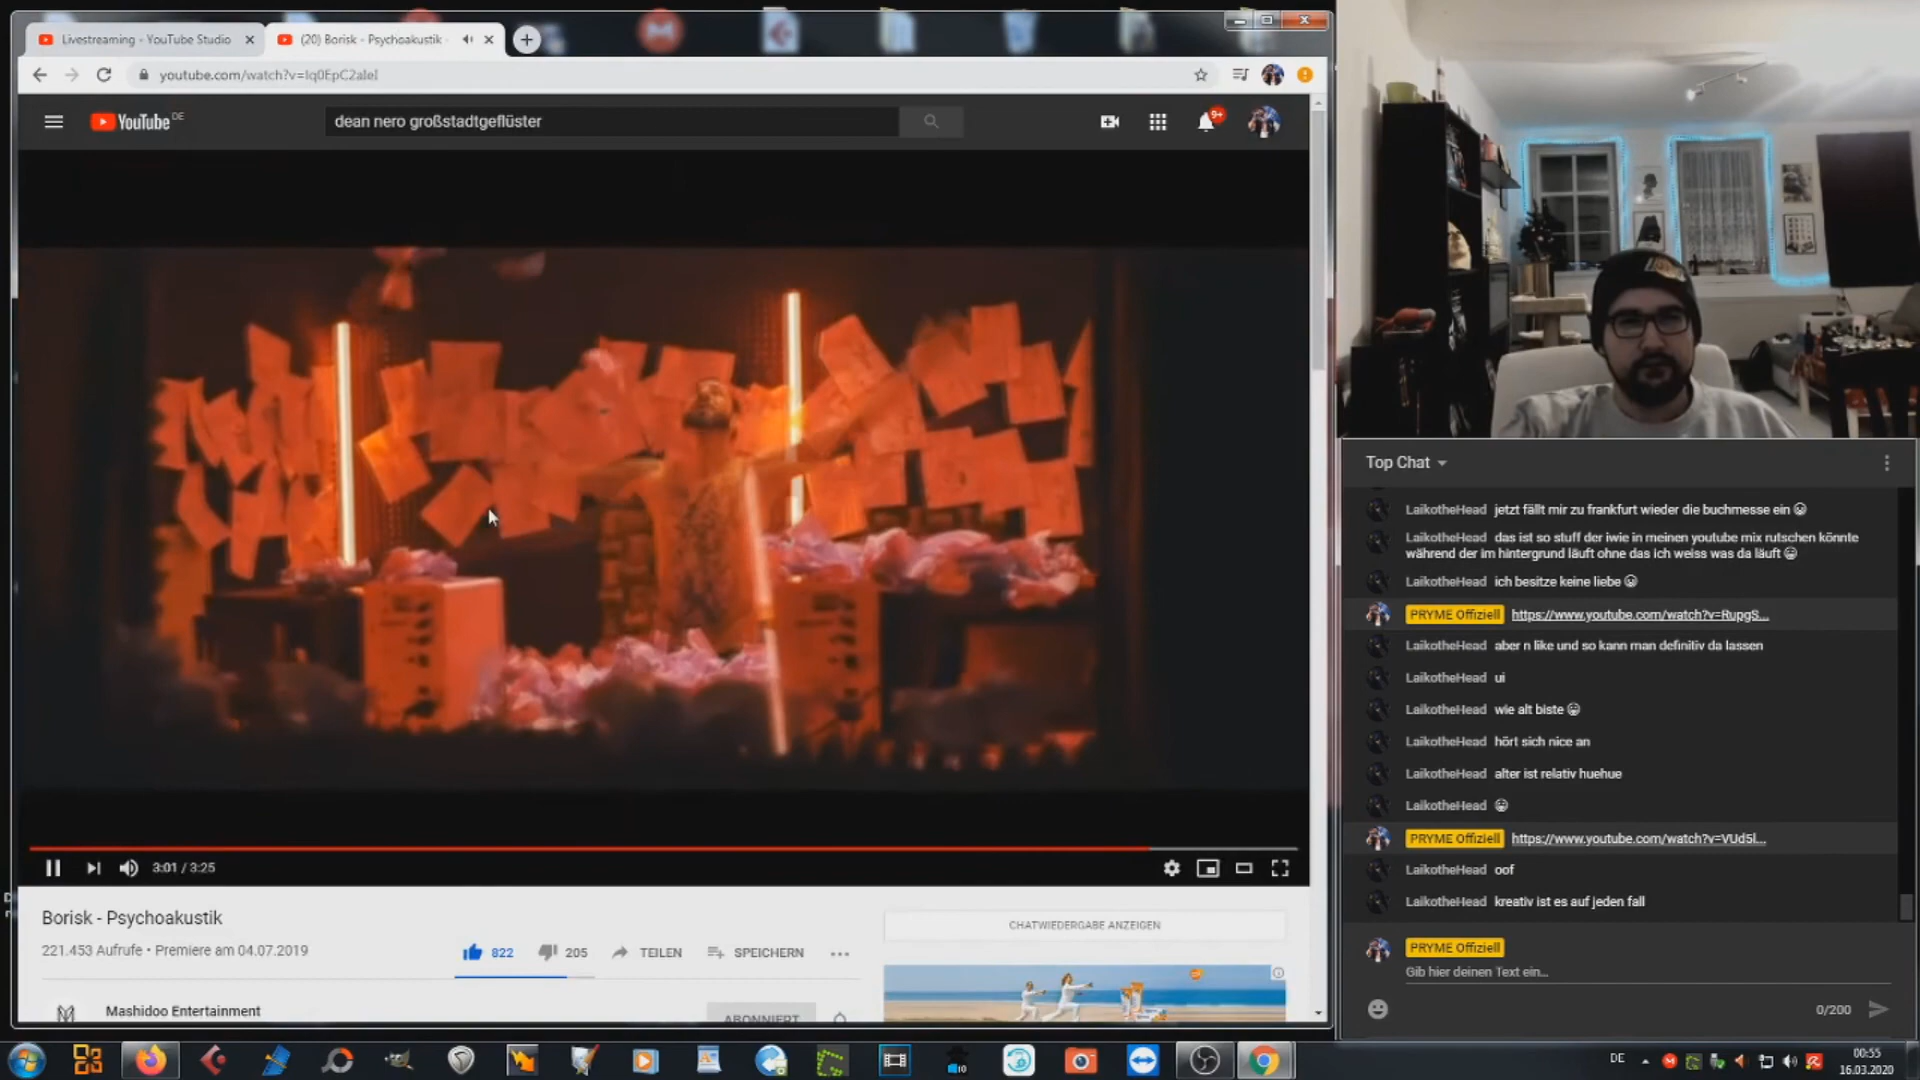 Livestreaming - YouTube Studio
(20) Borisk - Psychoakustik
youtube.com/watch?v=Iq0EpC2aleI
YouTube DE
dean nero großstadtgeflüster
9+
3:01 / 3:25
Borisk - Psychoakustik
221.453 Aufrufe • Premiere am 04.07.2019
822
205
TEILEN
SPEICHERN
CHATWIEDERGABE ANZEIGEN
Mashidoo Entertainment
ABONNIERT
Top Chat
LaikotheHead jetzt fällt mir zu frankfurt wieder die buchmesse ein
LaikotheHead das ist so stuff der iwie in meinen youtube mix rutschen könnte
während der im hintergrund läuft ohne das ich weiss was da läuft
LaikotheHead ich besitze keine liebe
PRYME Offiziell https://www.youtube.com/watch?v=RupgS...
LaikotheHead aber n like und so kann man definitiv da lassen
LaikotheHead ui
LaikotheHead wie alt biste
LaikotheHead hört sich nice an
LaikotheHead alter ist relativ huehue
LaikotheHead
PRYME Offiziell https://www.youtube.com/watch?v=VUd5l...
LaikotheHead oof
LaikotheHead kreativ ist es auf jeden fall
PRYME Offiziell
Gib hier deinen Text ein...
0/200
10
DE
00:55
16.03.2020